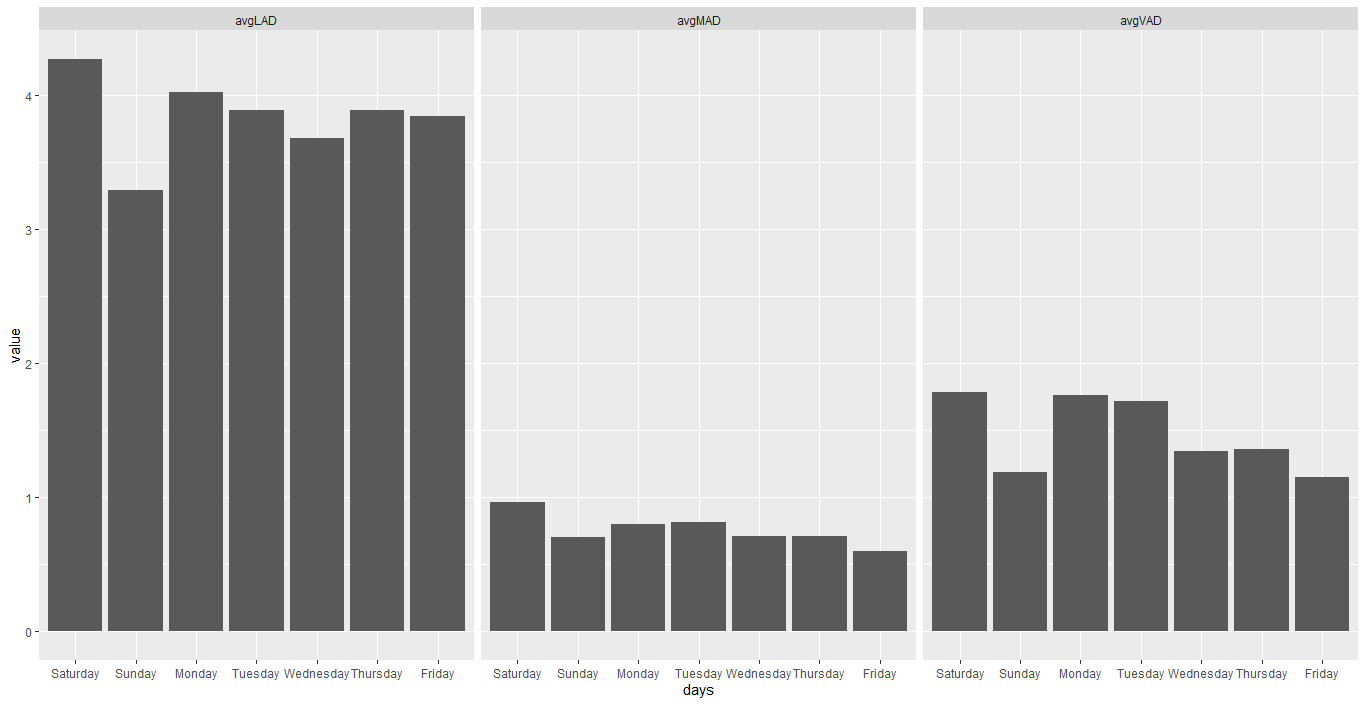 avgLAD avgMAD avgVAD
value
4
3
2
1
0
Saturday Sunday Monday Tuesday Wednesday Thursday Friday Saturday Sunday Monday Tuesday Wednesday Thursday Friday Saturday Sunday Monday Tuesday Wednesday Thursday Friday
days